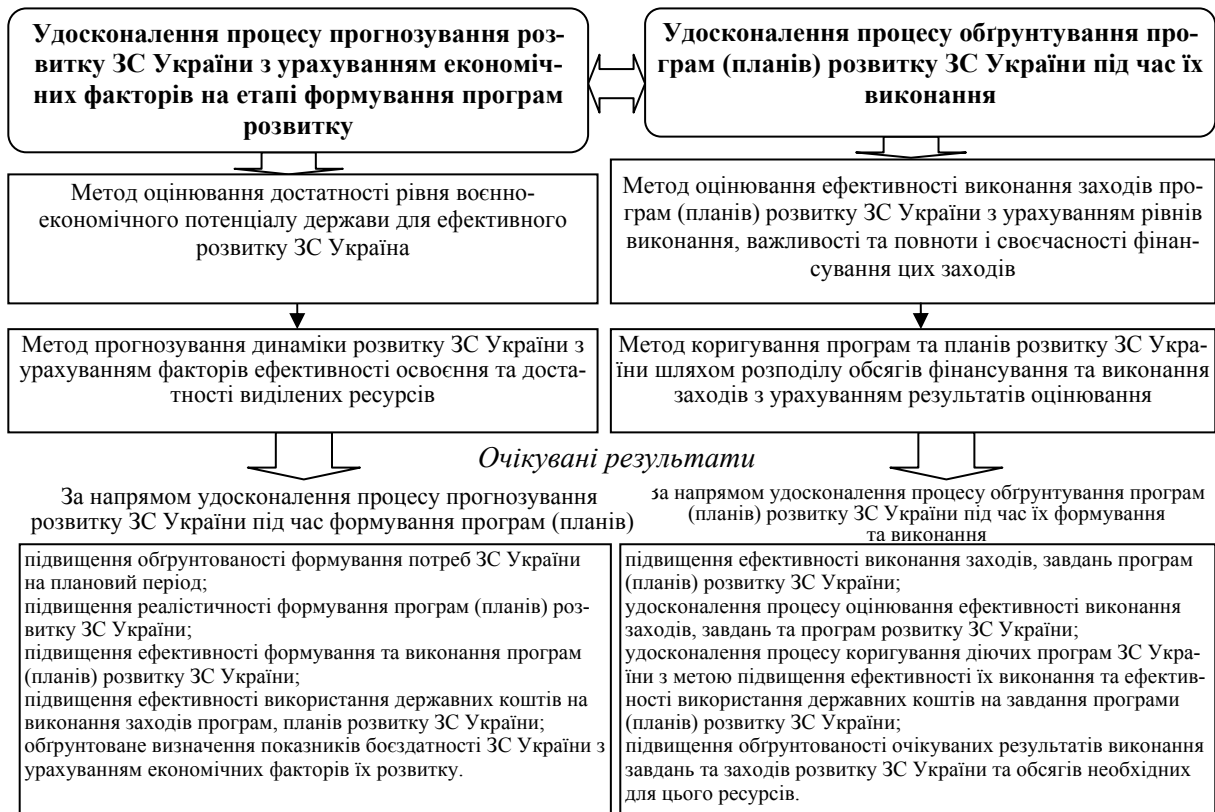 Удосконалення процесу прогнозування роз-
витку ЗС України з урахуванням економіч-
них факторів на етапі формування програм
розвитку
Удосконалення процесу обґрунтування про-
грам (планів) розвитку ЗС України під час їх
виконання
Метод оцінювання достатності рівня воєнно-
економічного потенціалу держави для ефективного
розвитку ЗС Україна
Метод оцінювання ефективності виконання заходів про-
грам (планів) розвитку ЗС України з урахуванням рівнів
виконання, важливості та повноти і своєчасності фінан-
сування цих заходів
Метод прогнозування динаміки розвитку ЗС України з
урахуванням факторів ефективності освоєння та доста-
тності виділених ресурсів
Метод коригування програм та планів розвитку ЗС Укра-
їни шляхом розподілу обсягів фінансування та виконання
заходів з урахуванням результатів оцінювання
Очікувані результати
За напрямом удосконалення процесу прогнозування
розвитку ЗС України під час формування програм (планів)
За напрямом удосконалення процесу обґрунтування програм
(планів) розвитку ЗС України під час їх формування
та виконання
підвищення обґрунтованості формування потреб ЗС України
на плановий період;
підвищення реалістичності формування програм (планів) роз-
витку ЗС України;
підвищення ефективності формування та виконання програм
(планів) розвитку ЗС України;
підвищення ефективності використання державних коштів на
виконання заходів програм, планів розвитку ЗС України;
обґрунтоване визначення показників боєздатності ЗС України з
урахуванням економічних факторів їх розвитку.
підвищення ефективності виконання заходів, завдань програм
(планів) розвитку ЗС України;
удосконалення процесу оцінювання ефективності виконання
заходів, завдань та програм розвитку ЗС України;
удосконалення процесу коригування діючих програм ЗС Укра-
їни з метою підвищення ефективності їх виконання та ефектив-
ності використання державних коштів на завдання програми
(планів) розвитку ЗС України;
підвищення обґрунтованості очікуваних результатів виконання
завдань та заходів розвитку ЗС України та обсягів необхідних
для цього ресурсів.